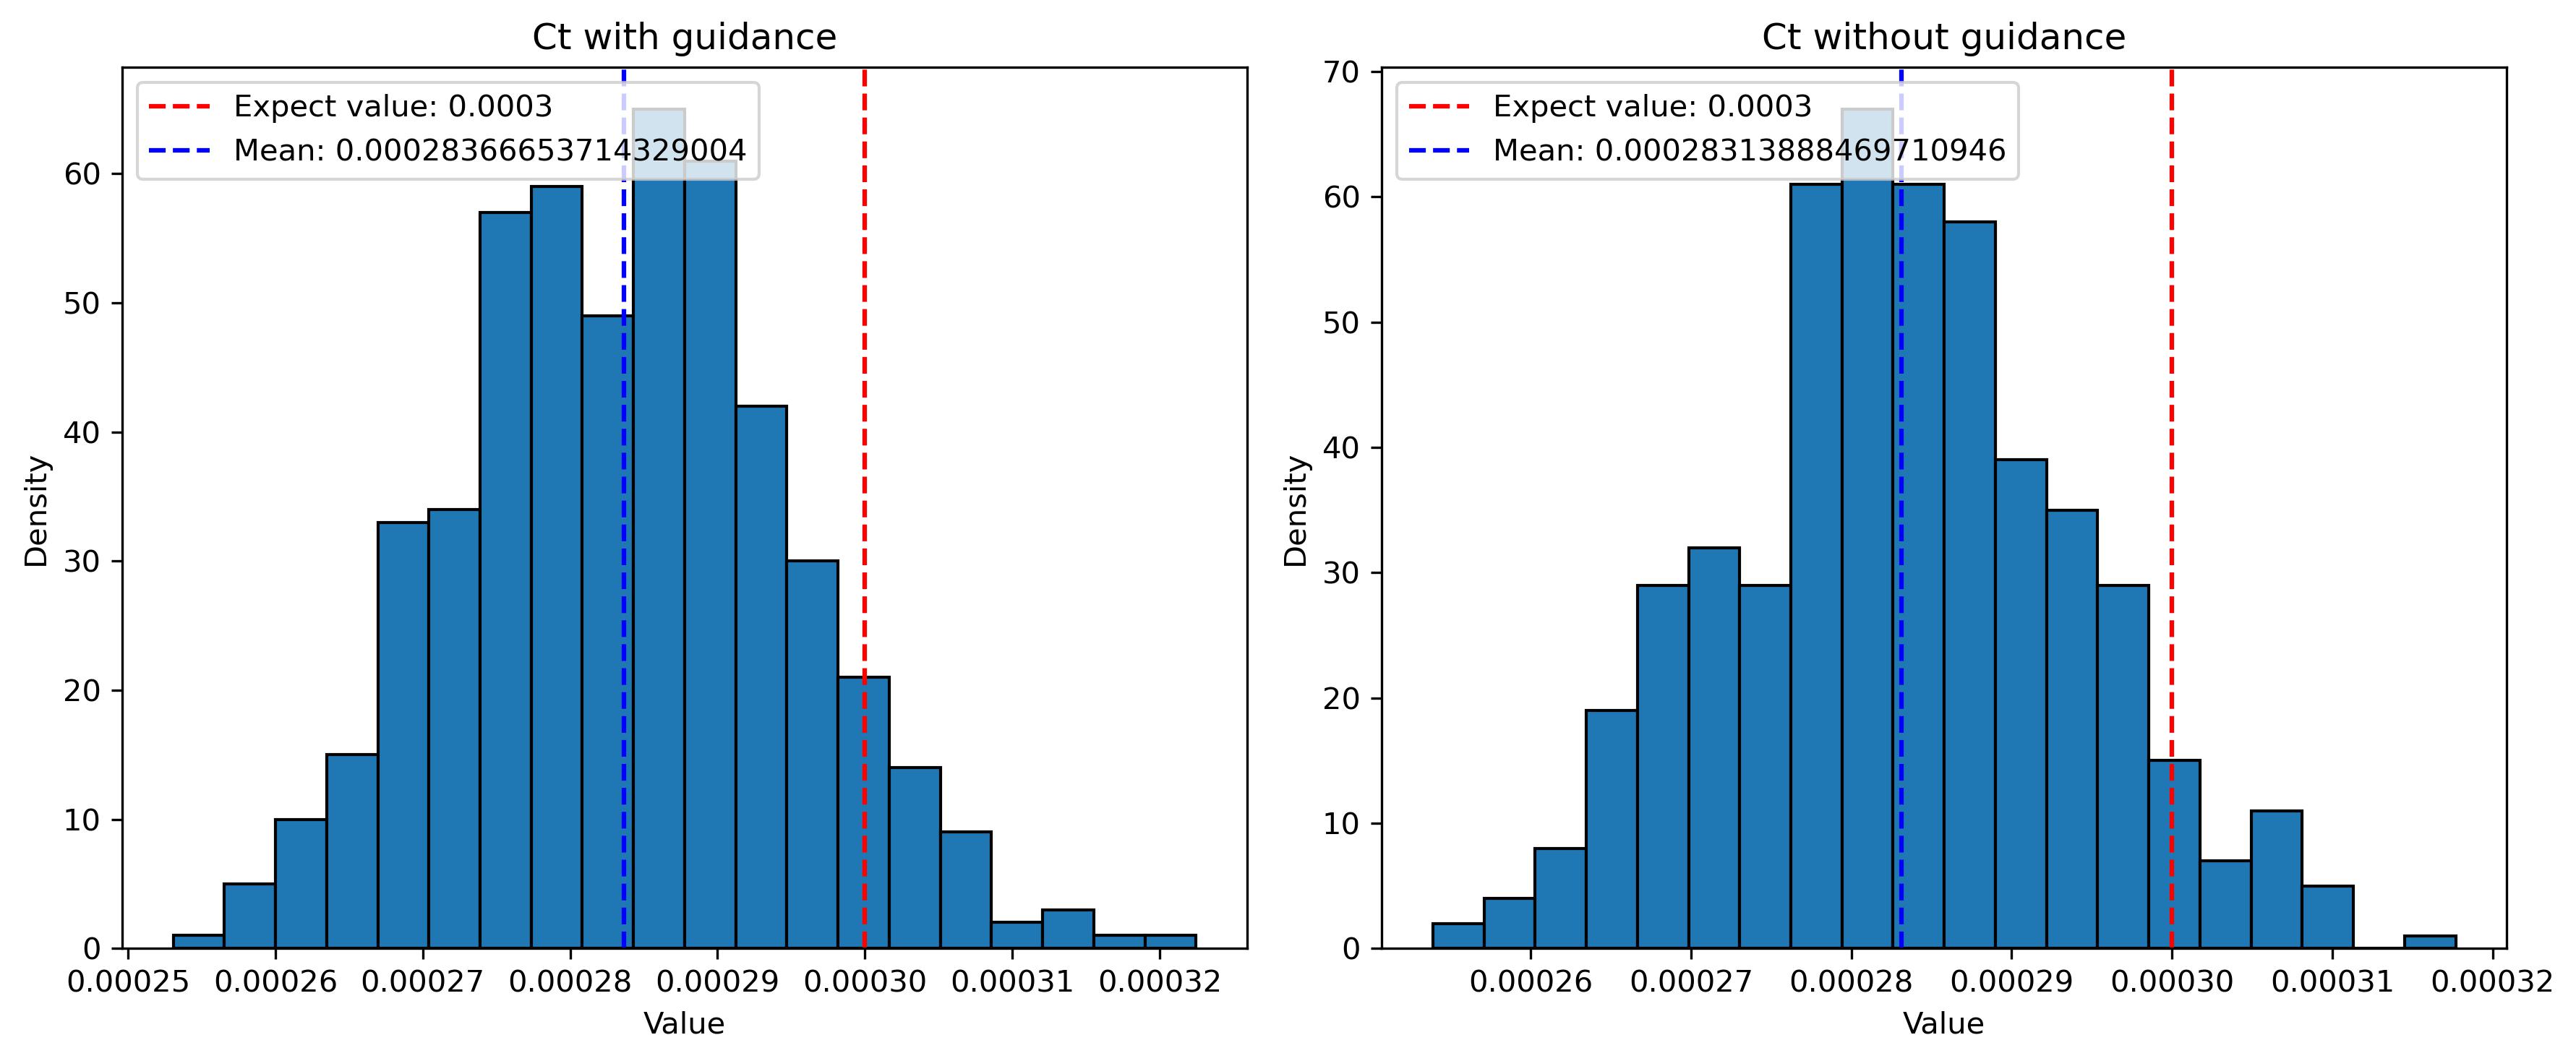 Ct with guidance
Expect value: 0.0003
Mean: 0.00028366653714329004
Density
60
50
40
30
20
10
0
0.00025 0.00026 0.00027 0.00028 0.00029 0.00030 0.00031 0.00032
Value
Ct without guidance
Expect value: 0.0003
Mean: 0.00028313888469710946
Density
70
60
50
40
30
20
10
0
0.00026 0.00027 0.00028 0.00029 0.00030 0.00031 0.00032
Value